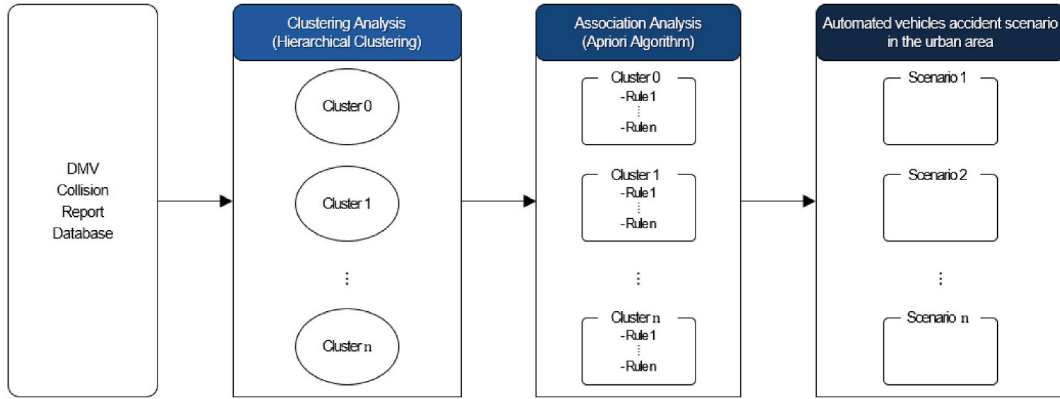 DMV
Collision
Report
Database
Clustering Analysis
(Hierarchical Clustering)
Cluster 0
Cluster 1
⋮
Cluster n
Association Analysis
(Apriori Algorithm)
Cluster 0
-Rule 1
⋮
-Rule n
Cluster 1
-Rule 1
⋮
-Rule n
⋮
Cluster n
-Rule 1
⋮
-Rule n
Automated vehicles accident scenario
in the urban area
Scenario 1
Scenario 2
⋮
Scenario n